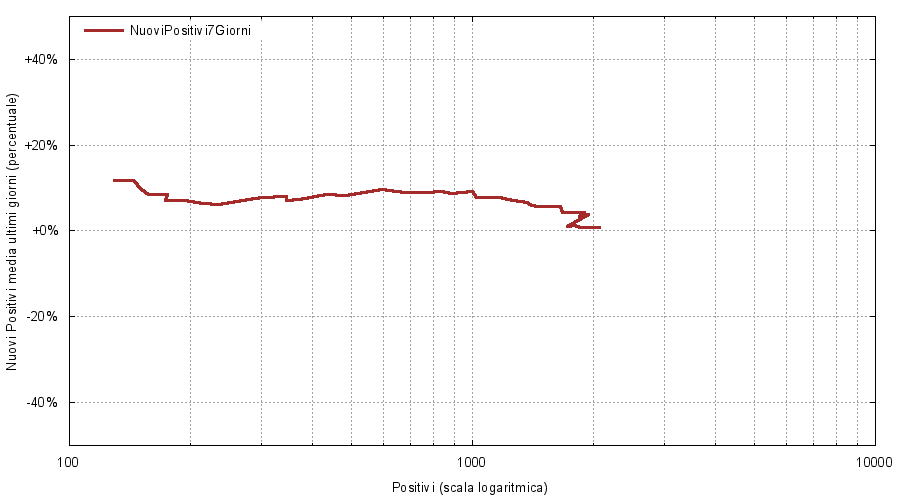 NuoviPositivi7Giorni
+40%
+20%
+0%
-20%
-40%
Nuovi Positivi media ultimi giorni (percentuale)
100 1000 10000
Positivi (scala logaritmica)